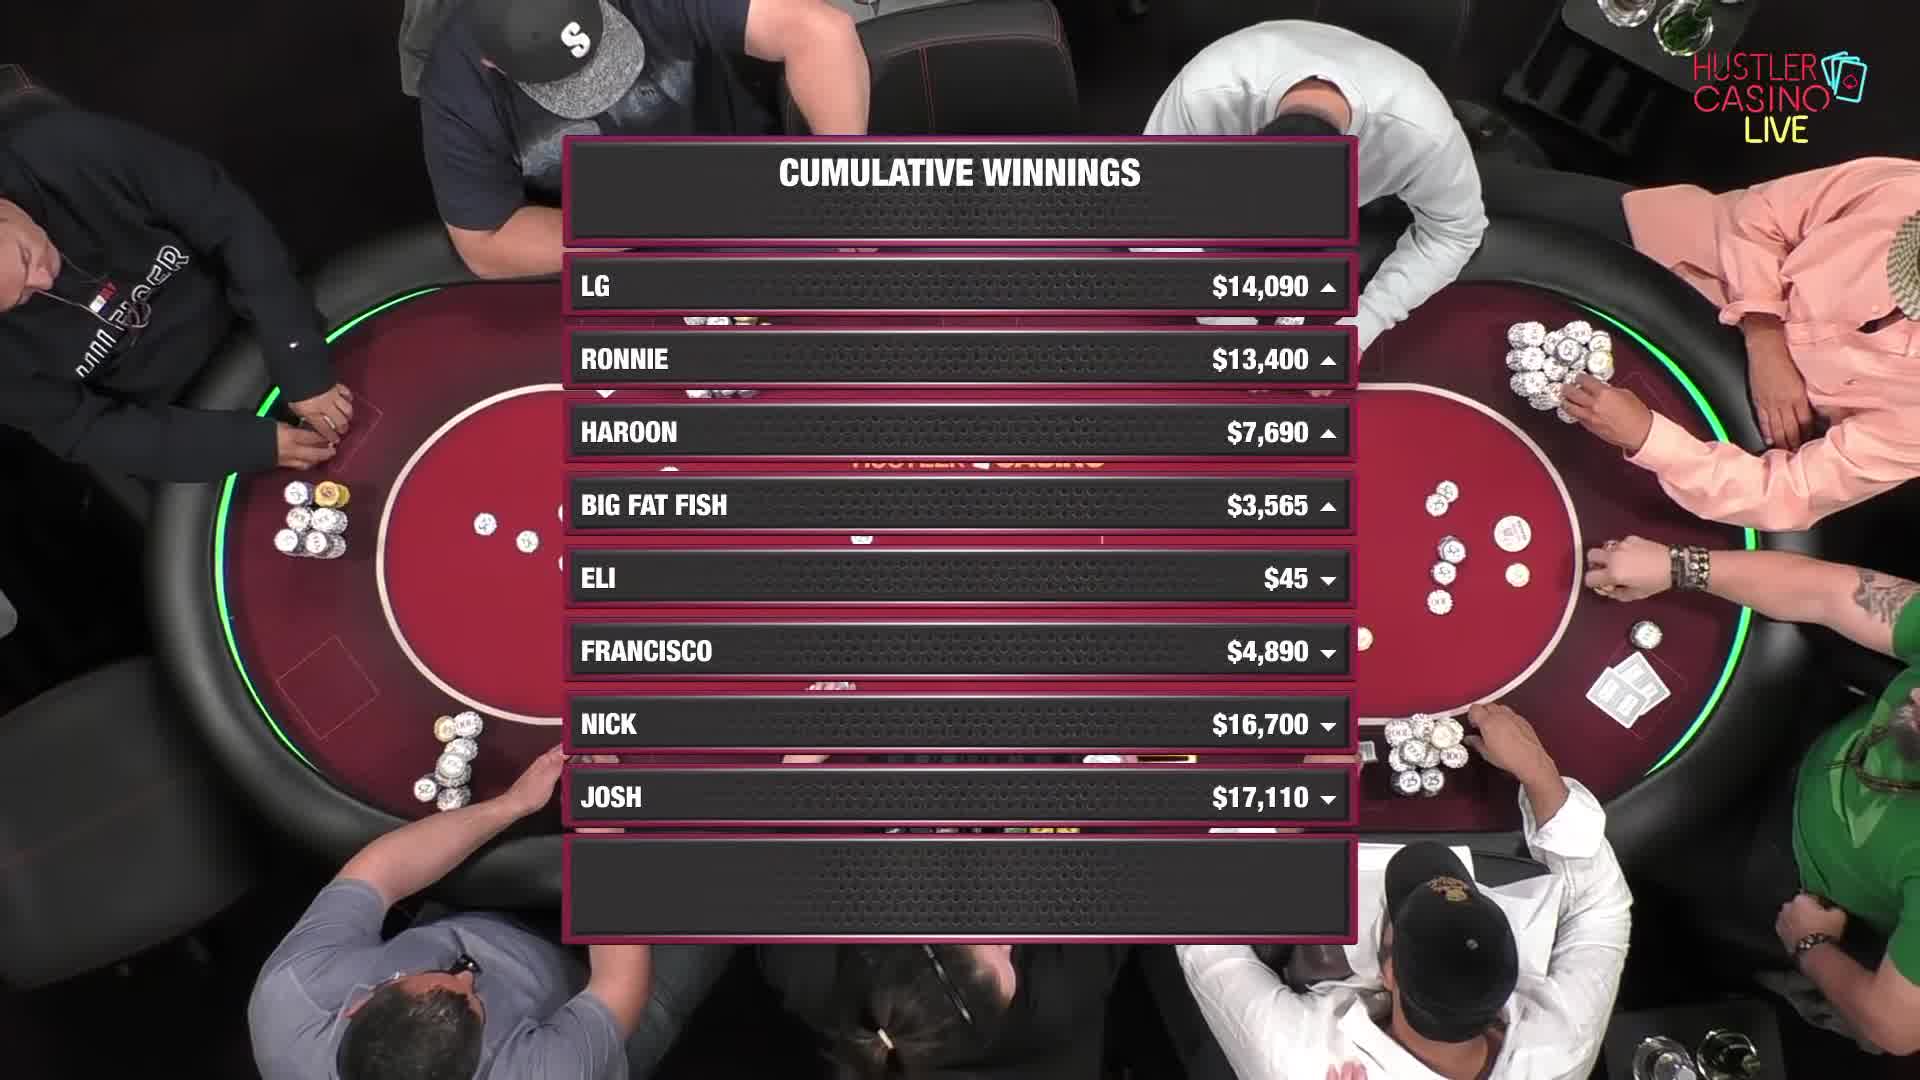 HUSTLER
CASINO
LIVE
CUMULATIVE WINNINGS
LG $14,090
RONNIE $13,400
HAROON $7,690
BIG FAT FISH $3,565
ELI $45
FRANCISCO $4,890
NICK $16,700
JOSH $17,110
S